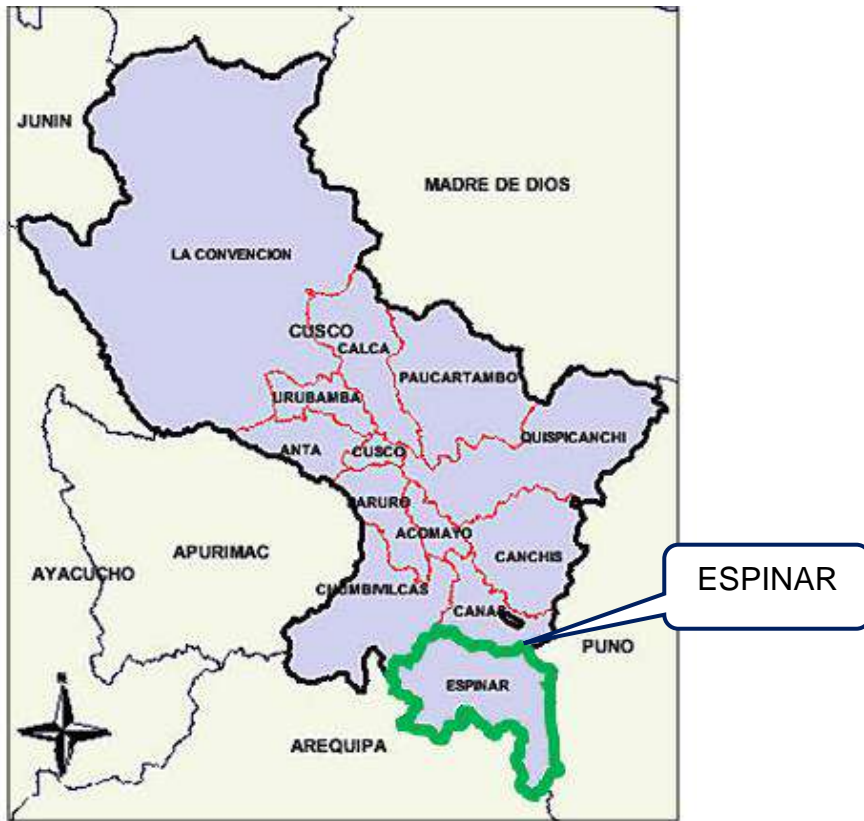 JUNIN
MADRE DE DIOS
LA CONVENCION
CUSCO
CALCA
PAUCARTAMBO
URUBAMBA
QUISPICANCHI
ANTA
CUSCO
PARURO
ACOMAYO
APURIMAC
CANCHIS
AYACUCHO
CHUMBIVILCAS
ESPINAR
CANAS
PUNO
ESPINAR
N
AREQUIPA